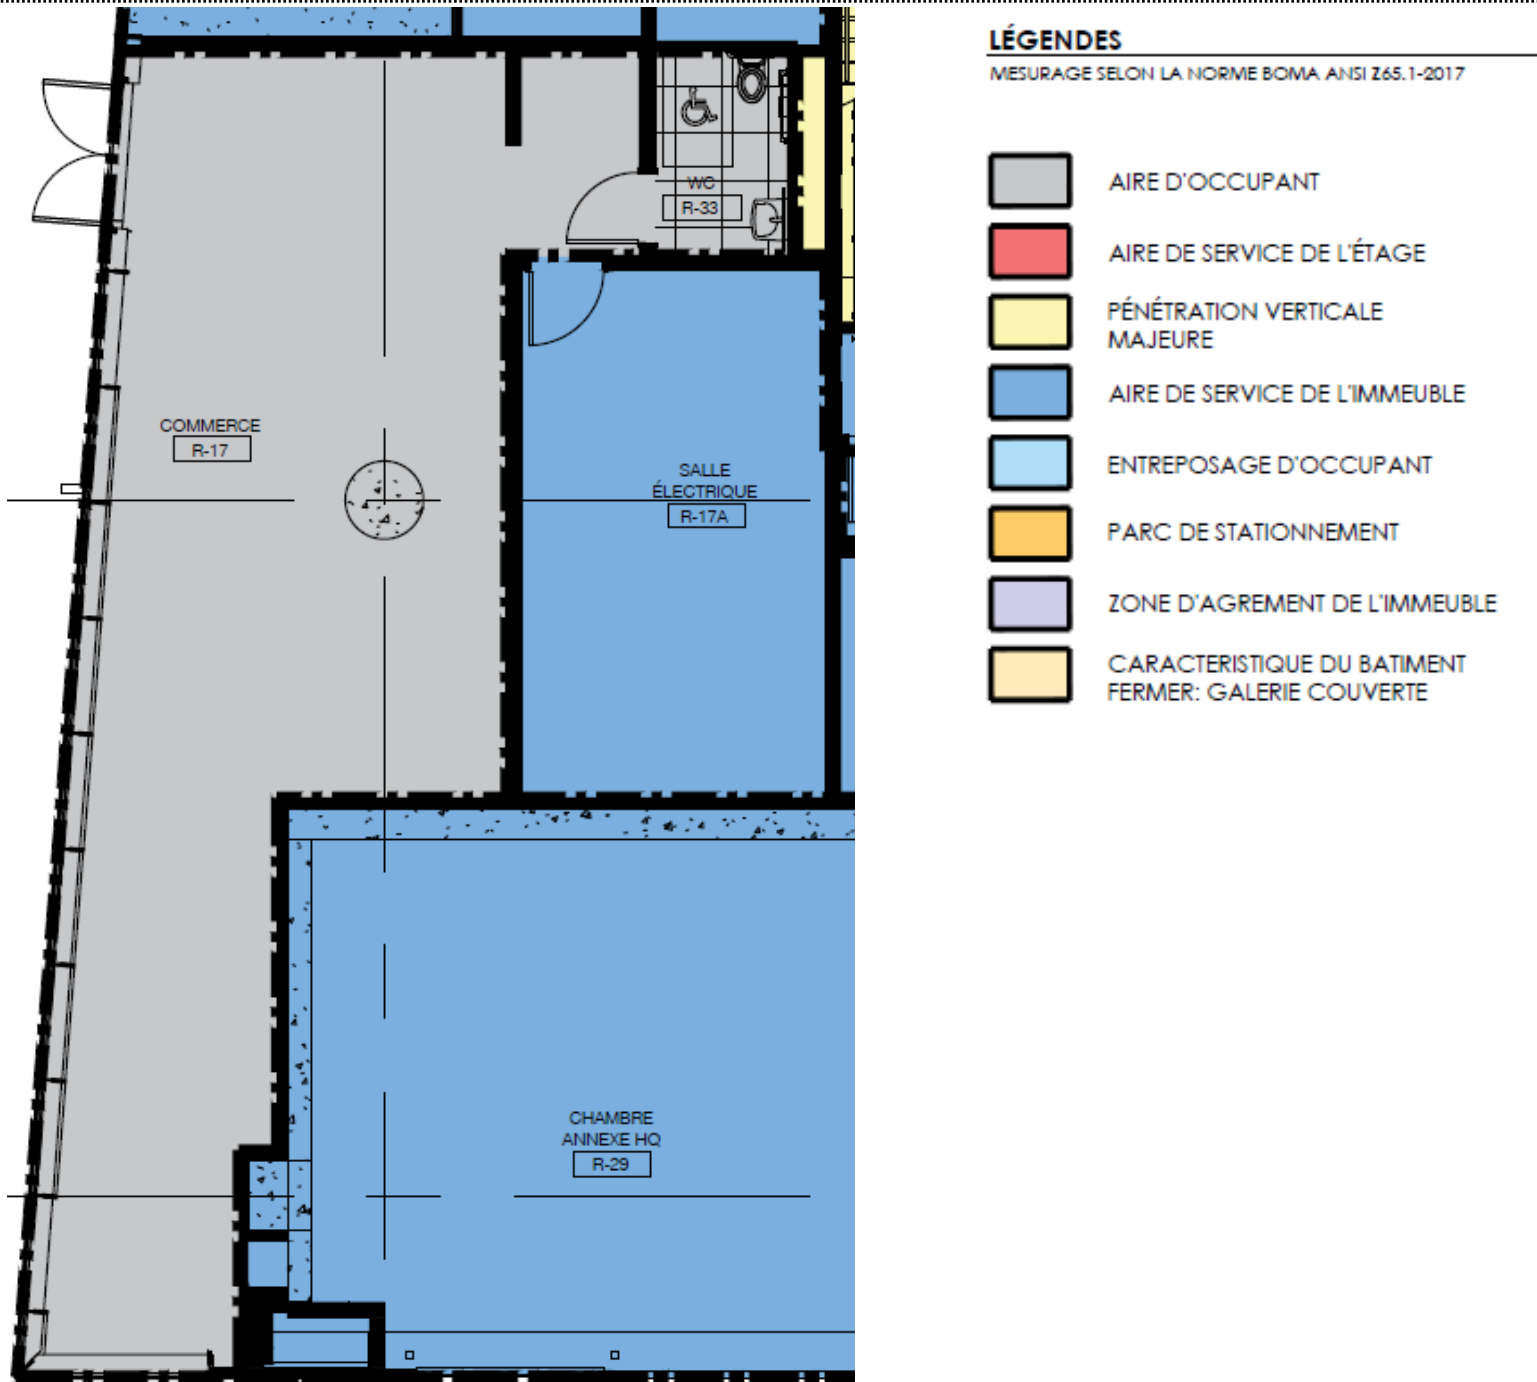 WC
R-33
COMMERCE
R-17
SALLE
ÉLECTRIQUE
R-17A
CHAMBRE
ANNEXE HQ
R-29
LÉGENDES
MESURAGE SELON LA NORME BOMA ANSI Z65.1-2017
AIRE D'OCCUPANT
AIRE DE SERVICE DE L'ÉTAGE
PÉNÉTRATION VERTICALE
MAJEURE
AIRE DE SERVICE DE L'IMMEUBLE
ENTREPOSAGE D'OCCUPANT
PARC DE STATIONNEMENT
ZONE D'AGREMENT DE L'IMMEUBLE
CARACTERISTIQUE DU BATIMENT
FERMER: GALERIE COUVERTE